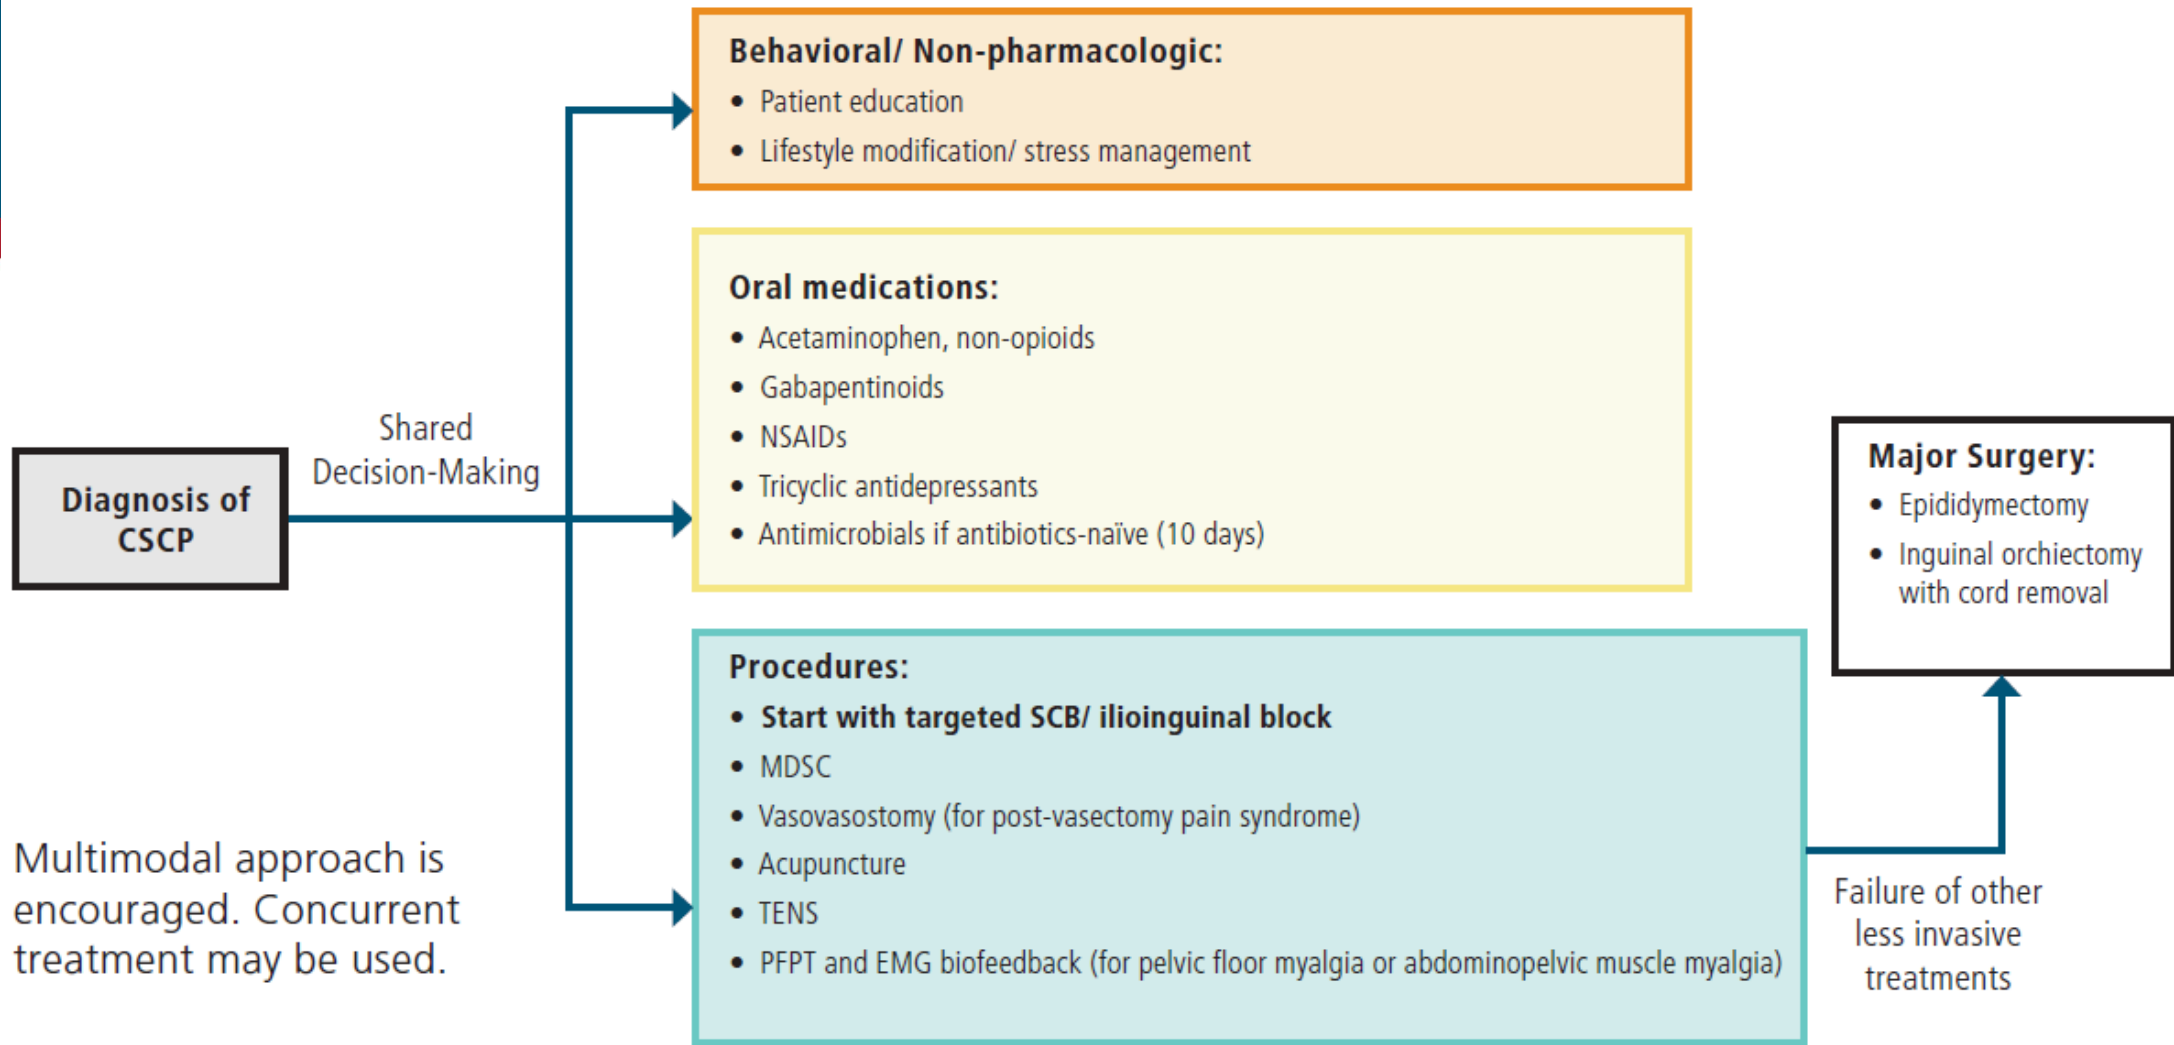 Behavioral/ Non-pharmacologic:
• Patient education
• Lifestyle modification/ stress management
Oral medications:
• Acetaminophen, non-opioids
• Gabapentinoids
• NSAIDs
• Tricyclic antidepressants
• Antimicrobials if antibiotics-naïve (10 days)
Shared
Decision-Making
Diagnosis of
CSCP
Procedures:
• Start with targeted SCB/ ilioinguinal block
• MDSC
• Vasovasostomy (for post-vasectomy pain syndrome)
• Acupuncture
• TENS
• PFPT and EMG biofeedback (for pelvic floor myalgia or abdominopelvic muscle myalgia)
Major Surgery:
• Epididymectomy
• Inguinal orchiectomy
with cord removal
Failure of other
less invasive
treatments
Multimodal approach is
encouraged. Concurrent
treatment may be used.